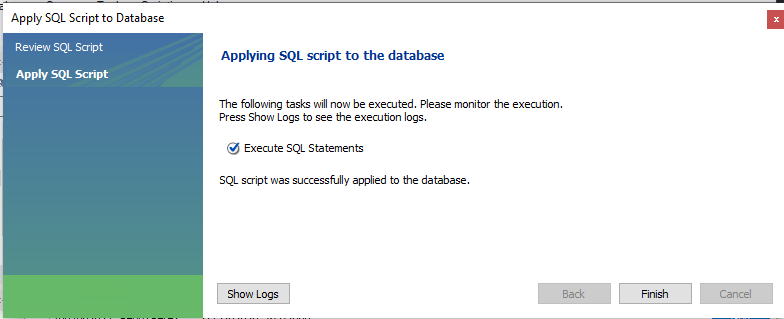 Apply SQL Script to Database
x
Review SQL Script
Apply SQL Script
Applying SQL script to the database
The following tasks will now be executed. Please monitor the execution.
Press Show Logs to see the execution logs.
Execute SQL Statements
SQL script was successfully applied to the database.
Show Logs
Back
Finish
Cancel